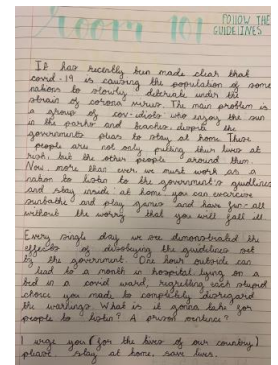 Room 101
FOLLOW THE
GUIDELINES
It has recently been made clear that
covid-19 is causing the population of some
nations to slowly deteriate under the
strain of corona virus. The main problem is
a group of cov-idiots who enjoy the sun
in the parks and beaches despite the
governments pleas to stay at home. These
people are not only putting their lives at
risk, but the other people around them.
Now, more than ever, we must work as a
nation to listen to the government's guidlines
and stay inside: at home you can exercise
sunbathe and play games and have fun - all
without the worry that you will fall ill.
Every single day we are demonstrated the
effects of disobeying the guidlines set
by the government. One hour outside can
lead to a month in hospital lying on a
bed in a covid ward, regretting each stupid
choice you made to completely disregard
the warnings. What is it gonna take for
people to listen? A prison sentence?
I urge you (for the lives of our country)
please, stay at home, save lives.